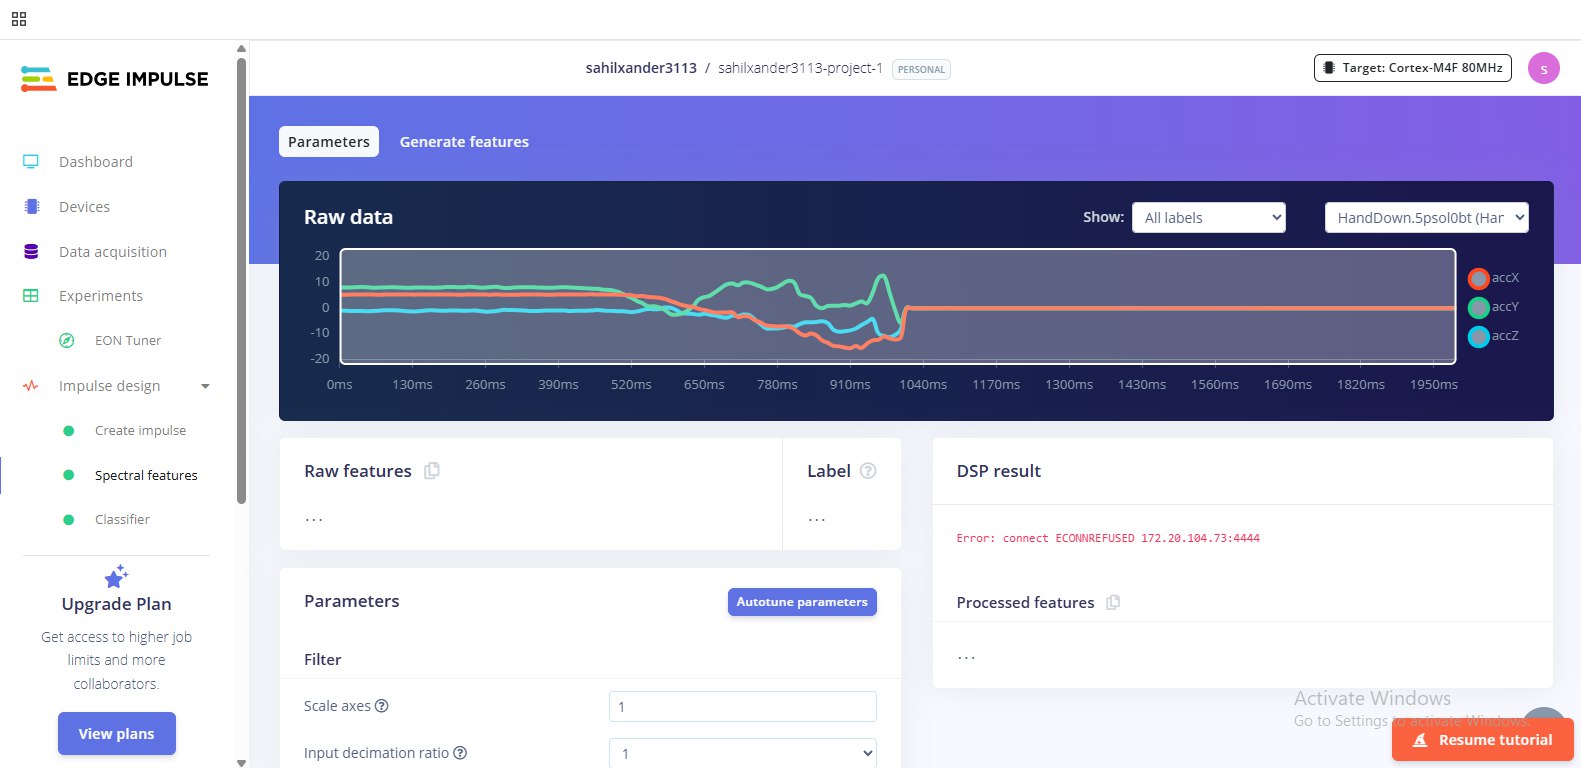 EDGE IMPULSE
sahilxander3113 / sahilxander3113-project-1 PERSONAL
Target: Cortex-M4F 80MHz
s
Dashboard
Devices
Data acquisition
Experiments
EON Tuner
Impulse design
Create impulse
Spectral features
Classifier
Upgrade Plan
Get access to higher job
limits and more
collaborators.
View plans
Parameters Generate features
Raw data
Show: All labels HandDown.5psol0bt (Har
20
10
0
-10
-20
0ms 130ms 260ms 390ms 520ms 650ms 780ms 910ms 1040ms 1170ms 1300ms 1430ms 1560ms 1690ms 1820ms 1950ms
accX
accY
accZ
Raw features
...
Label ?
...
DSP result
Error: connect ECONNREFUSED 172.20.104.73:4444
Processed features
...
Parameters
Autotune parameters
Filter
Scale axes ? 1
Input decimation ratio ? 1
Activate Windows
Go to Settings to activate Windows.
Resume tutorial